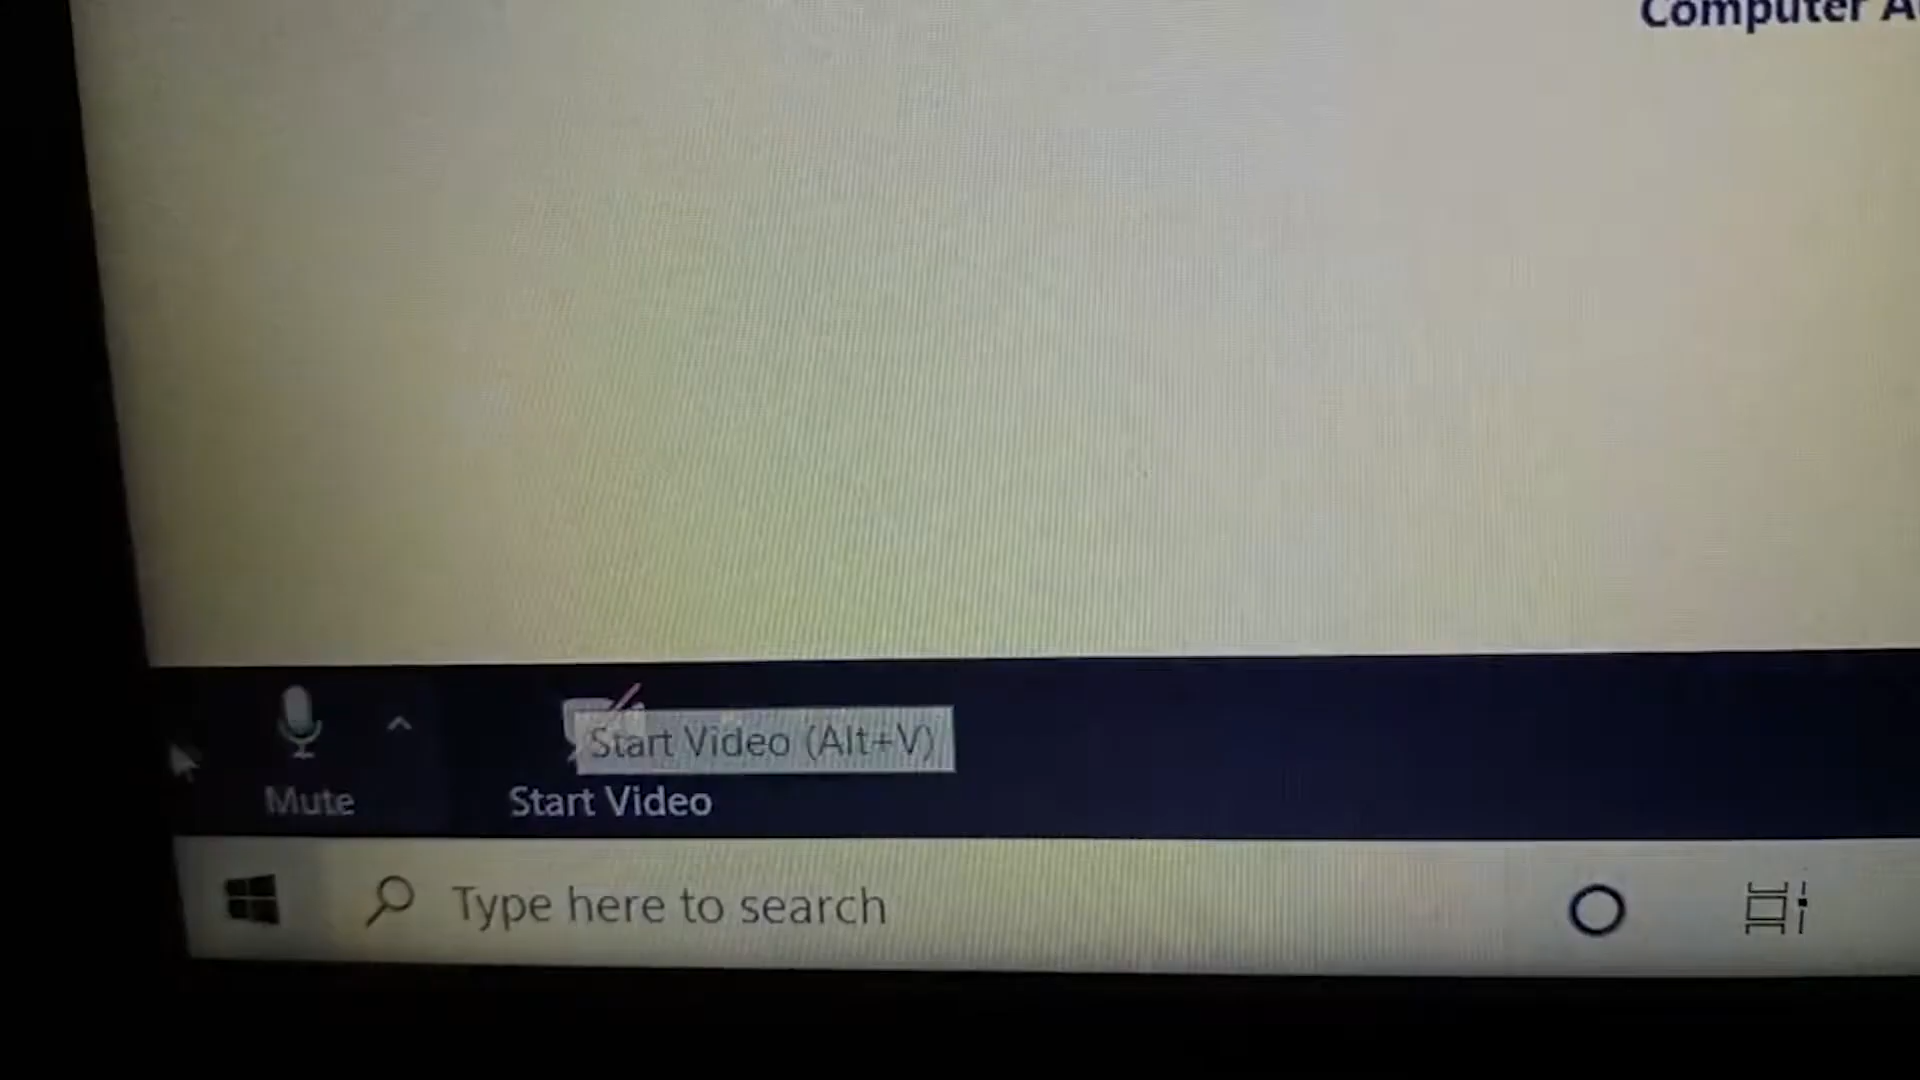 Computer
Start Video (Alt+V)
Mute
Start Video
Type here to search